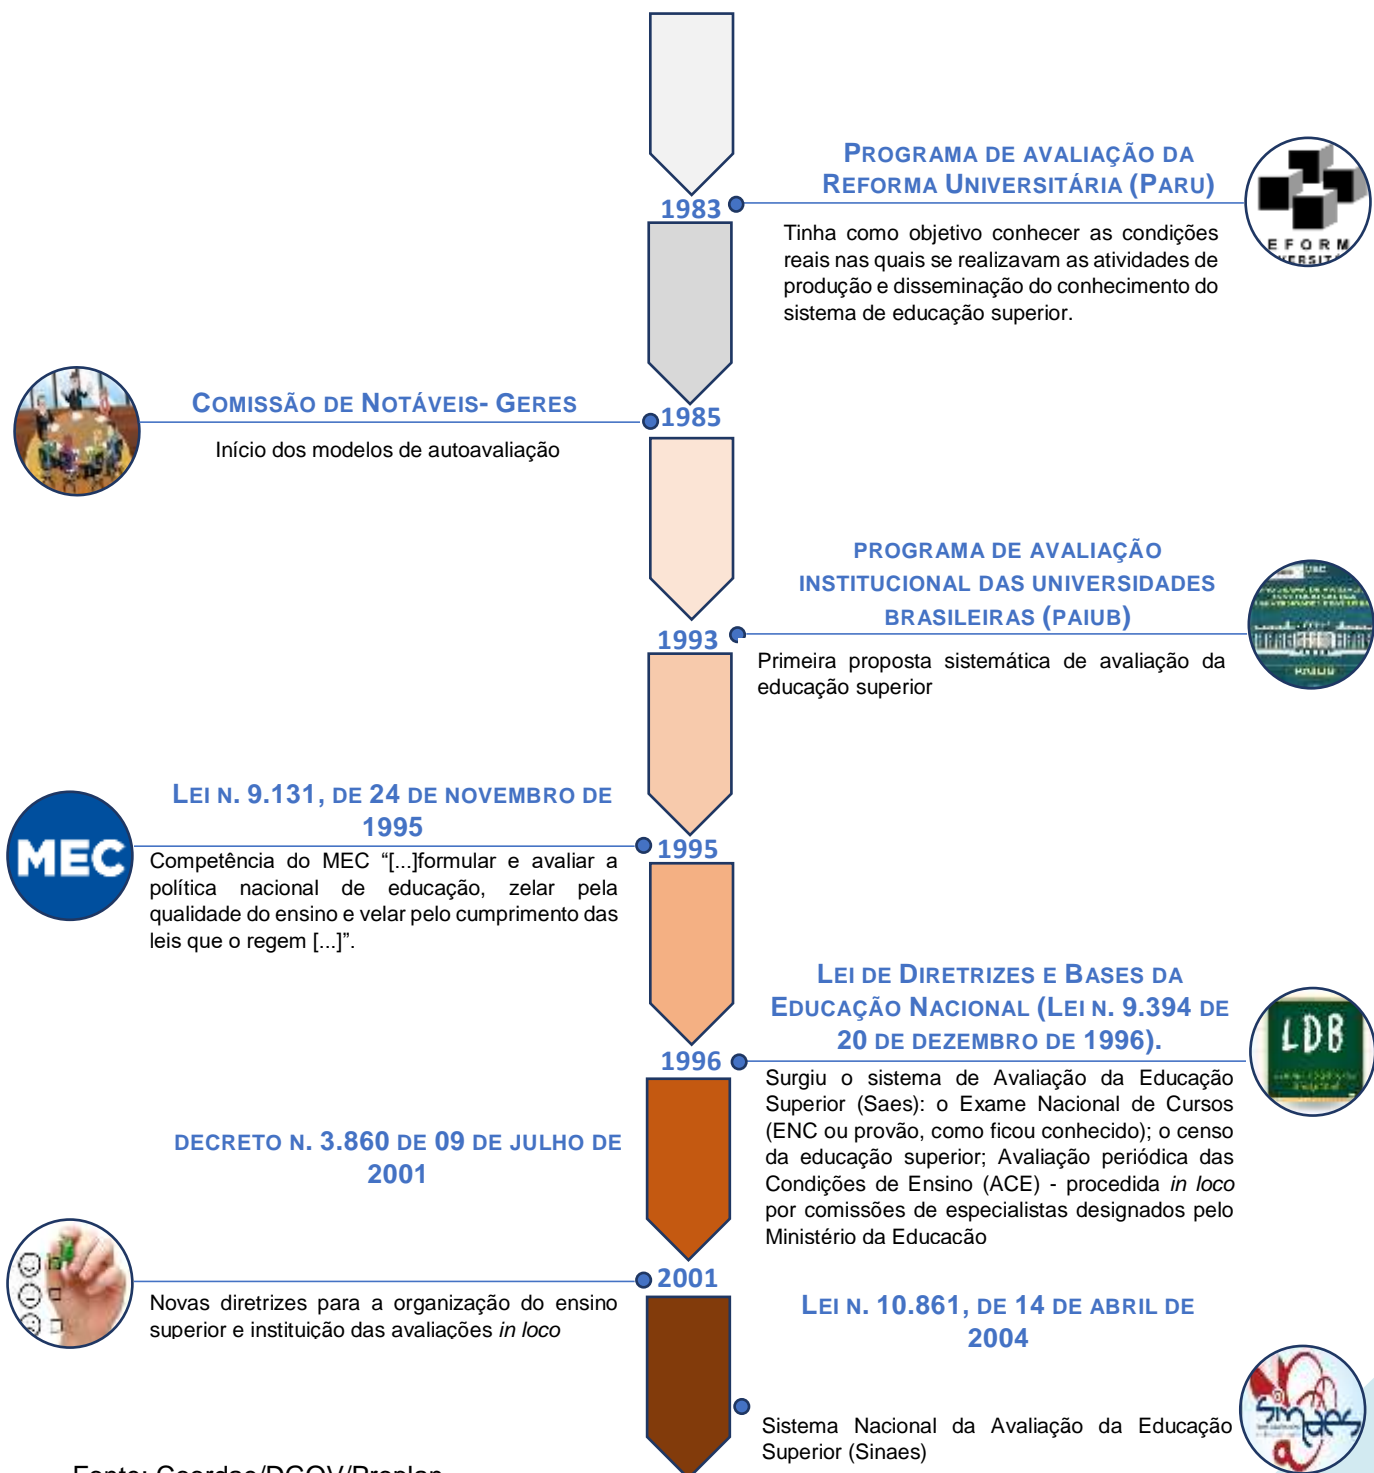 PROGRAMA DE AVALIAÇÃO DA
REFORMA UNIVERSITÁRIA (PARU)
EFORM
VERSITÁ
1983
Tinha como objetivo conhecer as condições
reais nas quais se realizavam as atividades de
produção e disseminação do conhecimento do
sistema de educação superior.
COMISSÃO DE NOTÁVEIS- GERES
1985
Início dos modelos de autoavaliação
PROGRAMA DE AVALIAÇÃO
INSTITUCIONAL DAS UNIVERSIDADES
BRASILEIRAS (PAIUB)
PAIUB
1993
Primeira proposta sistemática de avaliação da
educação superior
LEI N. 9.131, DE 24 DE NOVEMBRO DE
1995
MEC
1995
Competência do MEC “[...]formular e avaliar a
política nacional de educação, zelar pela
qualidade do ensino e velar pelo cumprimento das
leis que o regem [...]”.
LEI DE DIRETRIZES E BASES DA
EDUCAÇÃO NACIONAL (LEI N. 9.394 DE
20 DE DEZEMBRO DE 1996).
LDB
1996
Surgiu o sistema de Avaliação da Educação
Superior (Saes): o Exame Nacional de Cursos
(ENC ou provão, como ficou conhecido); o censo
da educação superior; Avaliação periódica das
Condições de Ensino (ACE) - procedida in loco
por comissões de especialistas designados pelo
Ministério da Educacão
DECRETO N. 3.860 DE 09 DE JULHO DE
2001
2001
Novas diretrizes para a organização do ensino
superior e instituição das avaliações in loco
LEI N. 10.861, DE 14 DE ABRIL DE
2004
Sinaes
Sistema Nacional da Avaliação da Educação
Superior (Sinaes)